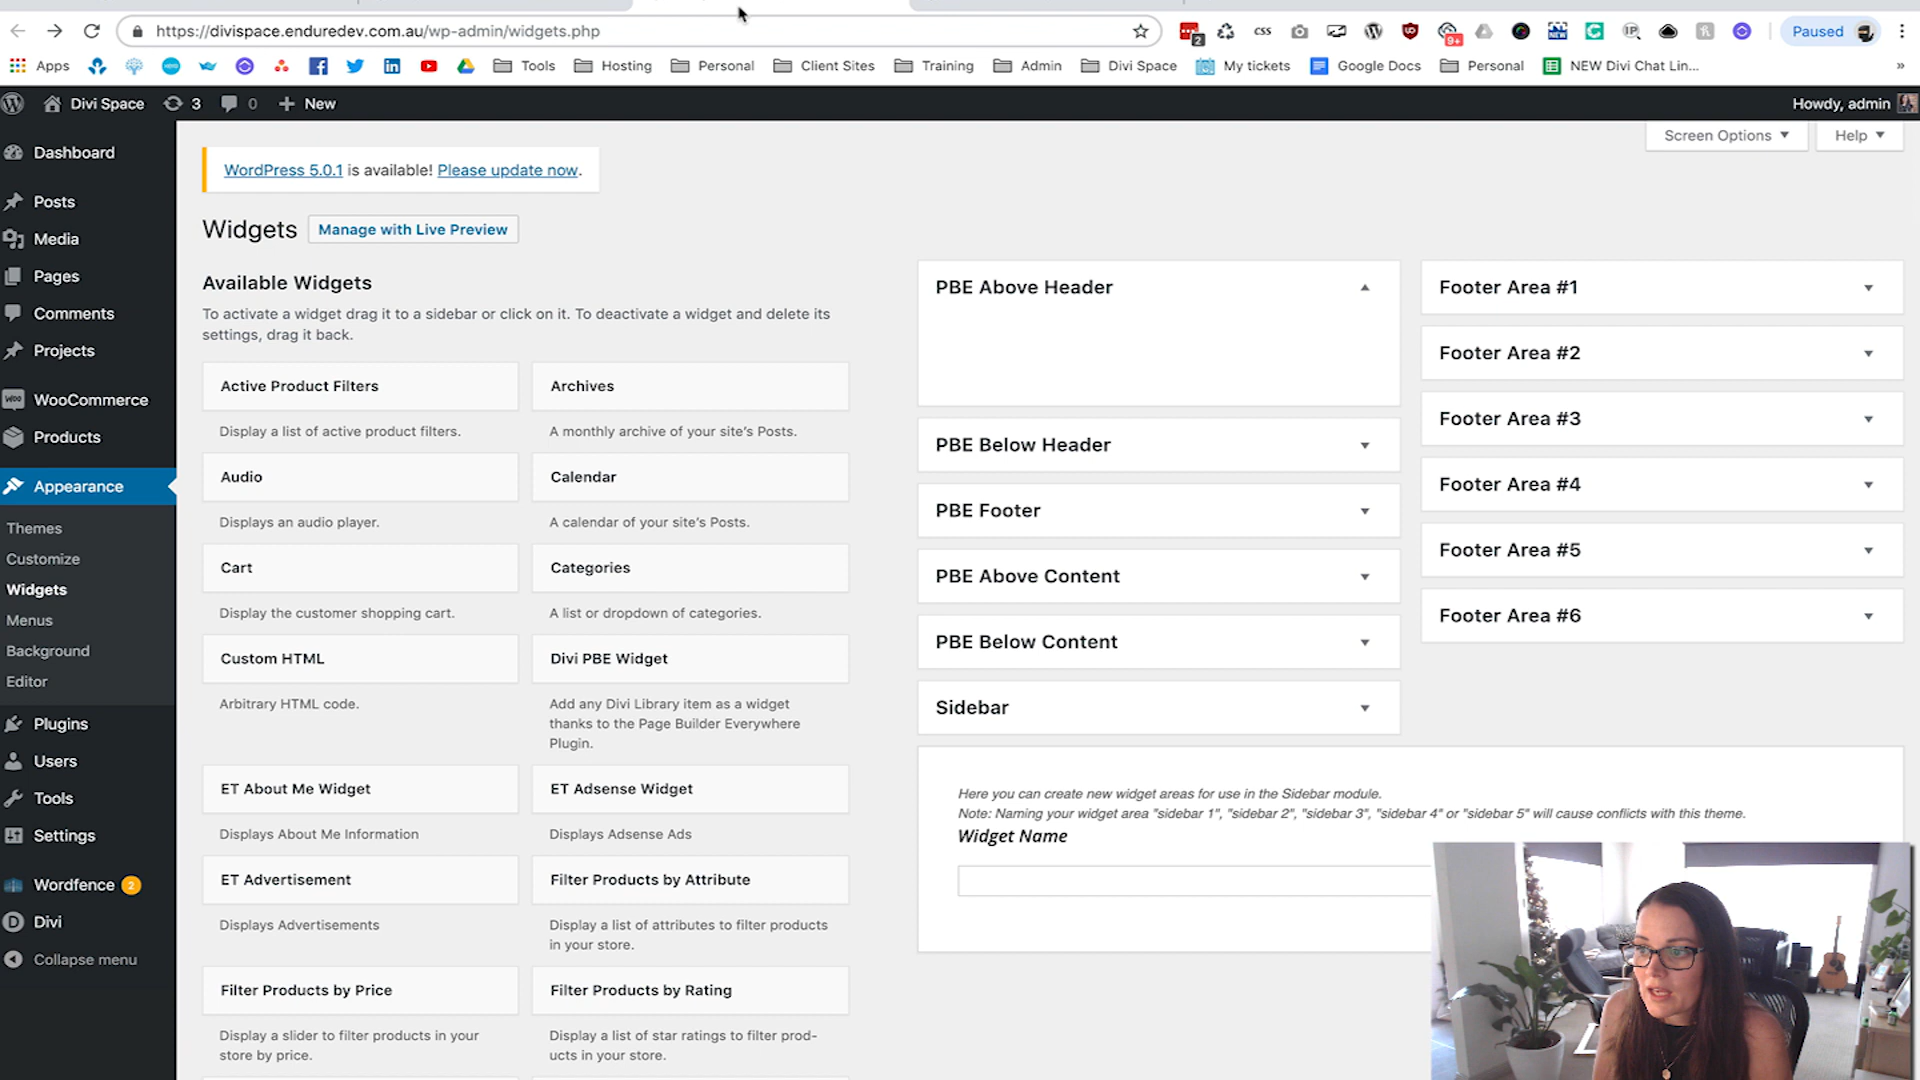 https://divispace.enduredev.com.au/wp-admin/widgets.php
2
CSS
9+
IP
Paused
Apps
Tools
Hosting
Personal
Client Sites
Training
Admin
Divi Space
My tickets
Google Docs
Personal
NEW Divi Chat Lin...
»
Divi Space
3
0
New
Howdy, admin
Screen Options
Help
Dashboard
Posts
Media
Pages
Comments
Projects
WooCommerce
Products
Appearance
Themes
Customize
Widgets
Menus
Background
Editor
Plugins
Users
Tools
Settings
Wordfence 2
Divi
Collapse menu
WordPress 5.0.1 is available! Please update now.
Widgets
Manage with Live Preview
Available Widgets
To activate a widget drag it to a sidebar or click on it. To deactivate a widget and delete its
settings, drag it back.
Active Product Filters
Display a list of active product filters.
Archives
A monthly archive of your site's Posts.
Audio
Displays an audio player.
Calendar
A calendar of your site's Posts.
Cart
Display the customer shopping cart.
Categories
A list or dropdown of categories.
Custom HTML
Arbitrary HTML code.
Divi PBE Widget
Add any Divi Library item as a widget
thanks to the Page Builder Everywhere
Plugin.
ET About Me Widget
Displays About Me Information
ET Adsense Widget
Displays Adsense Ads
ET Advertisement
Displays Advertisements
Filter Products by Attribute
Display a list of attributes to filter products
in your store.
Filter Products by Price
Display a slider to filter products in your
store by price.
Filter Products by Rating
Display a list of star ratings to filter prod-
ucts in your store.
PBE Above Header
PBE Below Header
PBE Footer
PBE Above Content
PBE Below Content
Sidebar
Footer Area #1
Footer Area #2
Footer Area #3
Footer Area #4
Footer Area #5
Footer Area #6
Here you can create new widget areas for use in the Sidebar module.
Note: Naming your widget area "sidebar 1", "sidebar 2", "sidebar 3", "sidebar 4" or "sidebar 5" will cause conflicts with this theme.
Widget Name